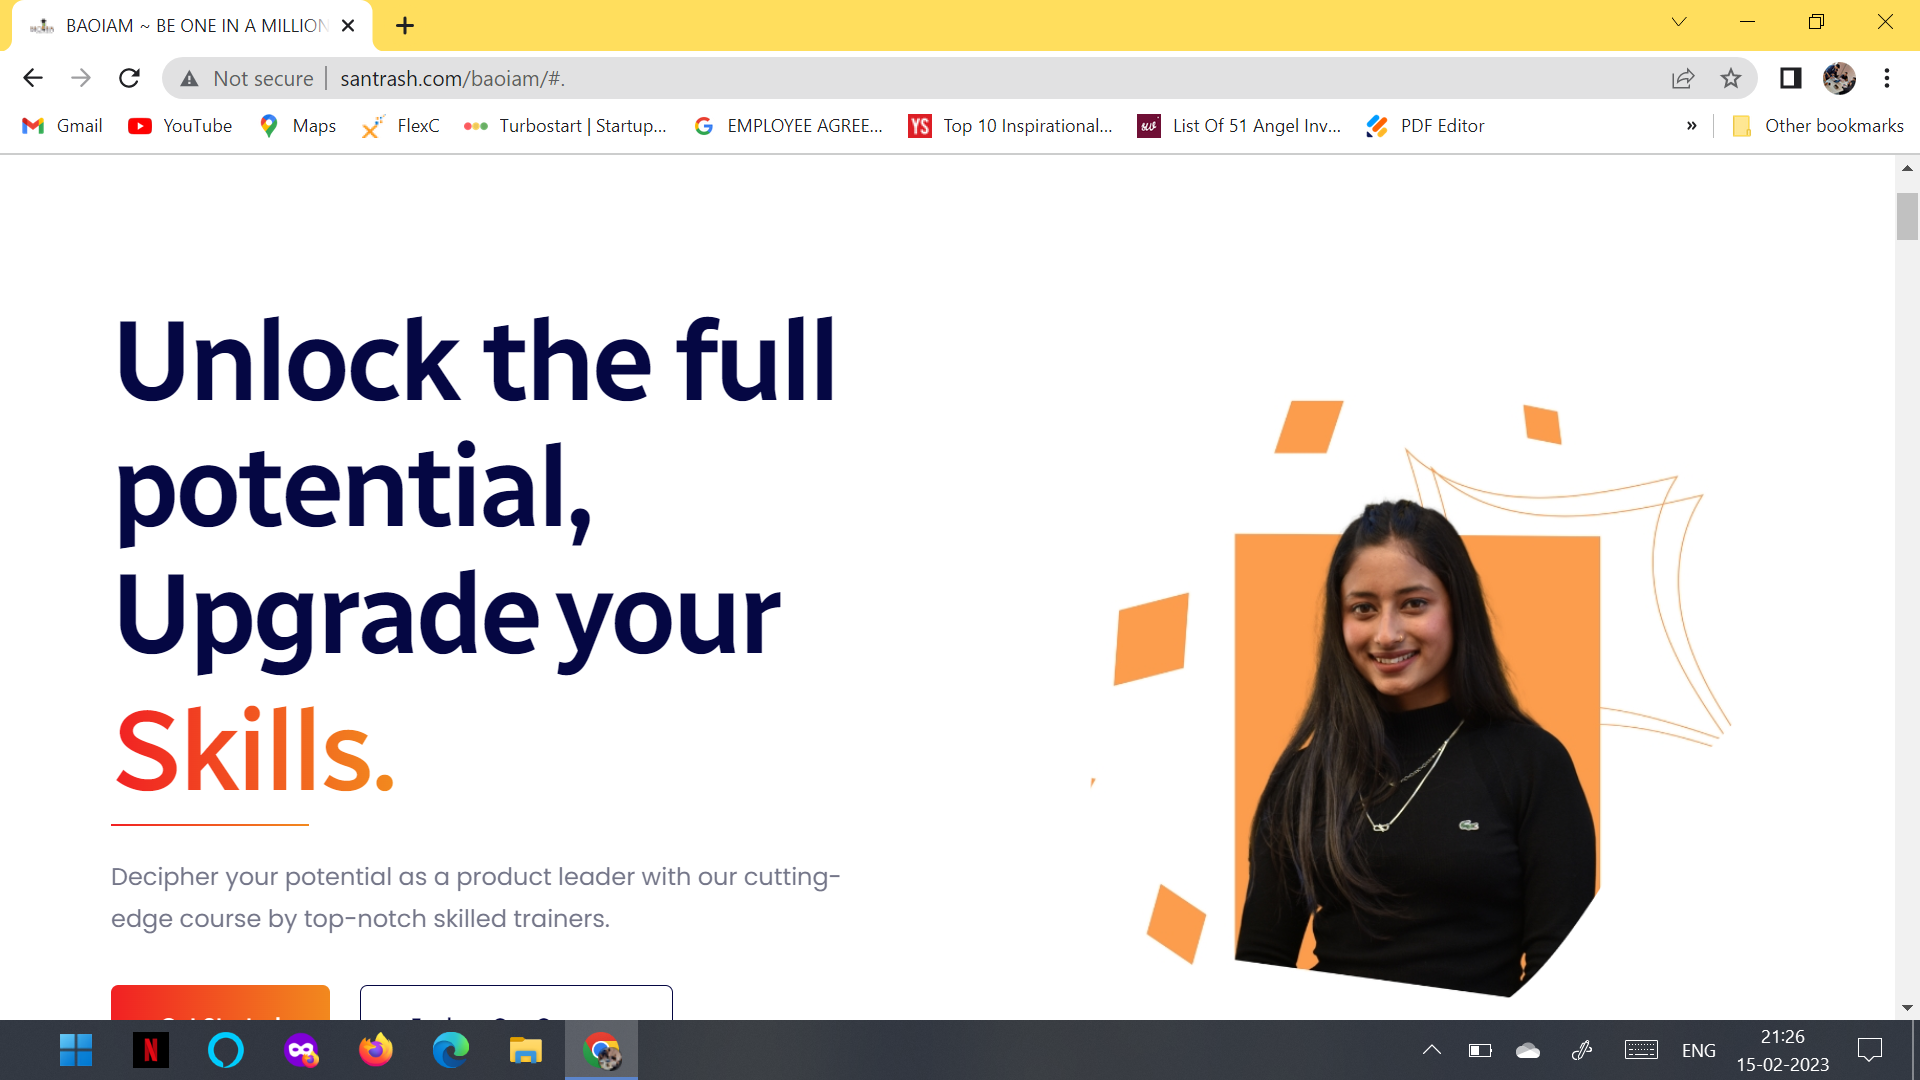 BAOIAM ~ BE ONE IN A MILLION
Not secure
santrash.com/baoiam/#.
Gmail
YouTube
Maps
FlexC
Turbostart | Startup...
EMPLOYEE AGREE...
YS
Top 10 Inspirational...
List Of 51 Angel Inv...
PDF Editor
»
Other bookmarks
Unlock the full
potential,
Upgrade your
Skills.
Decipher your potential as a product leader with our cutting-
edge course by top-notch skilled trainers.
ENG
21:26
15-02-2023